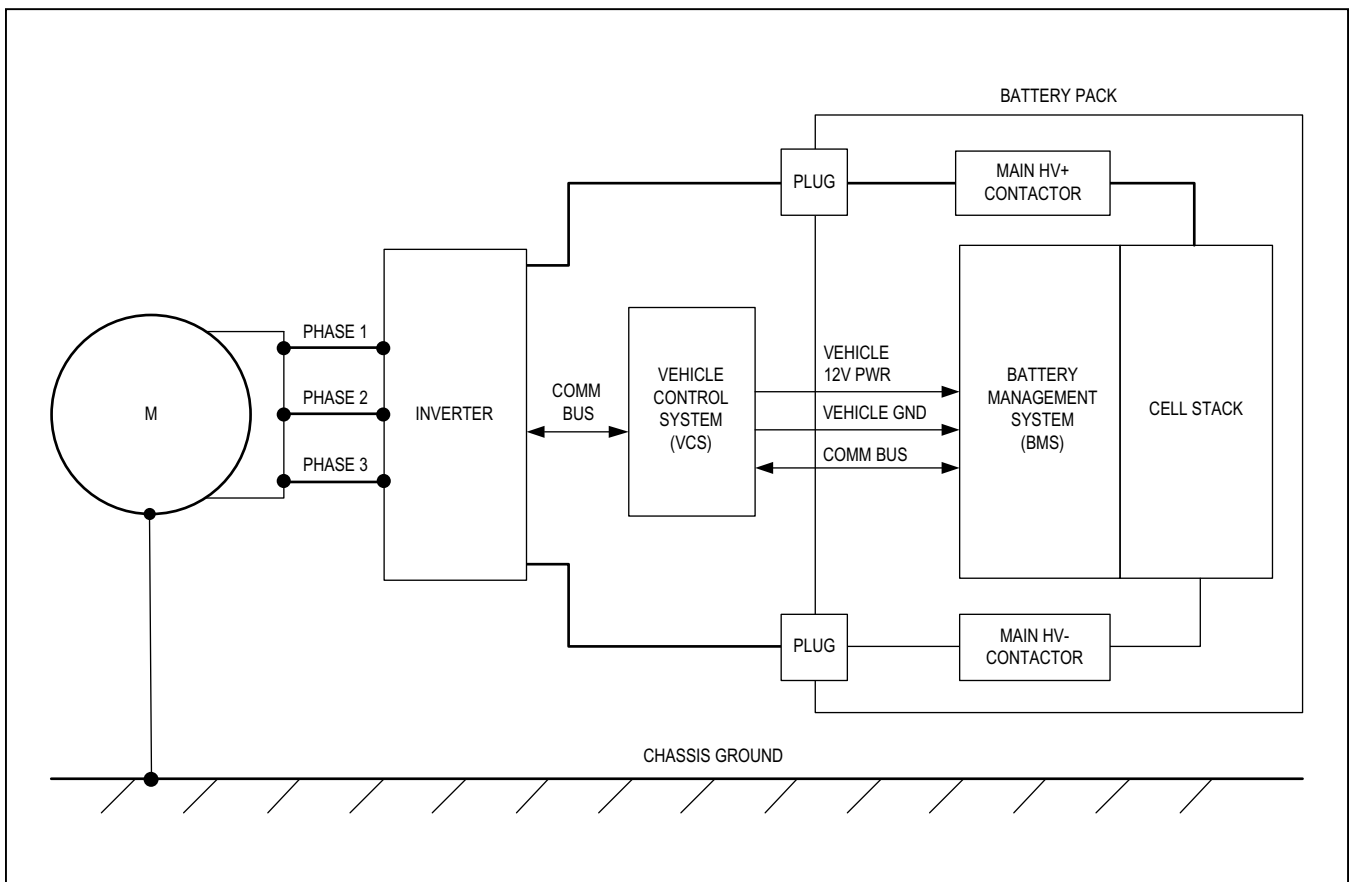 BATTERY PACK
PLUG
MAIN HV+
CONTACTOR
PHASE 1
PHASE 2
PHASE 3
M
INVERTER
COMM
BUS
VEHICLE
CONTROL
SYSTEM
(VCS)
VEHICLE
12V PWR
VEHICLE GND
COMM BUS
BATTERY
MANAGEMENT
SYSTEM
(BMS)
CELL STACK
PLUG
MAIN HV-
CONTACTOR
CHASSIS GROUND